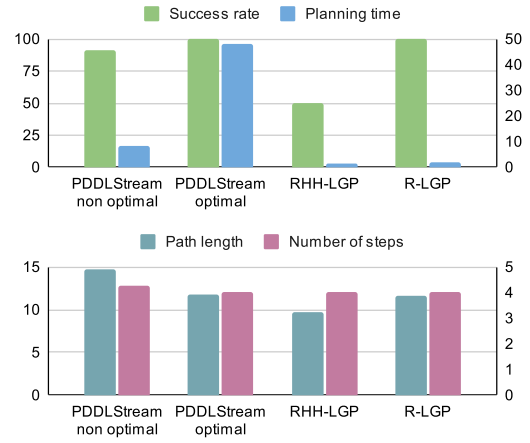 Success rate Planning time
100 50
75 40
50 30
25 20
0 10
0
PDDLStream PDDLStream RHH-LGP R-LGP
non optimal optimal
Path length Number of steps
15 5
10 4
5 3
0 2
1
0
PDDLStream PDDLStream RHH-LGP R-LGP
non optimal optimal